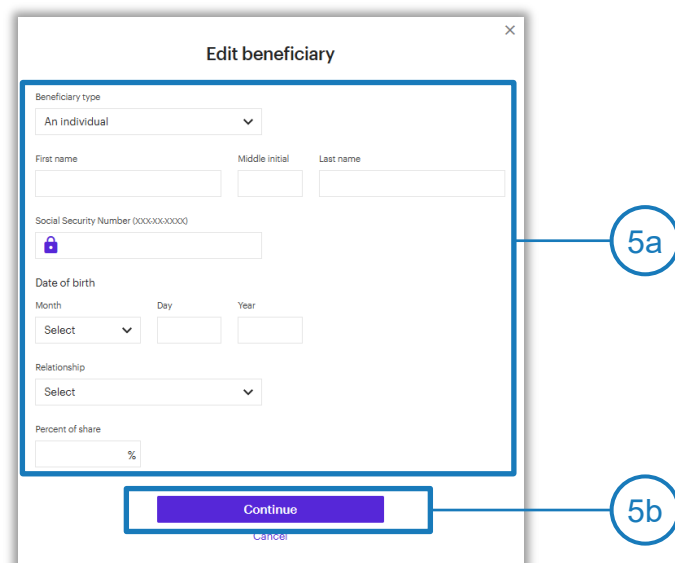 ×
Edit beneficiary
Beneficiary type
An individual
First name Middle initial Last name
Social Security Number (XXX-XX-XXXX)
5a
Date of birth
Month Day Year
Select
Relationship
Select
Percent of share
%
Continue
5b
Cancel